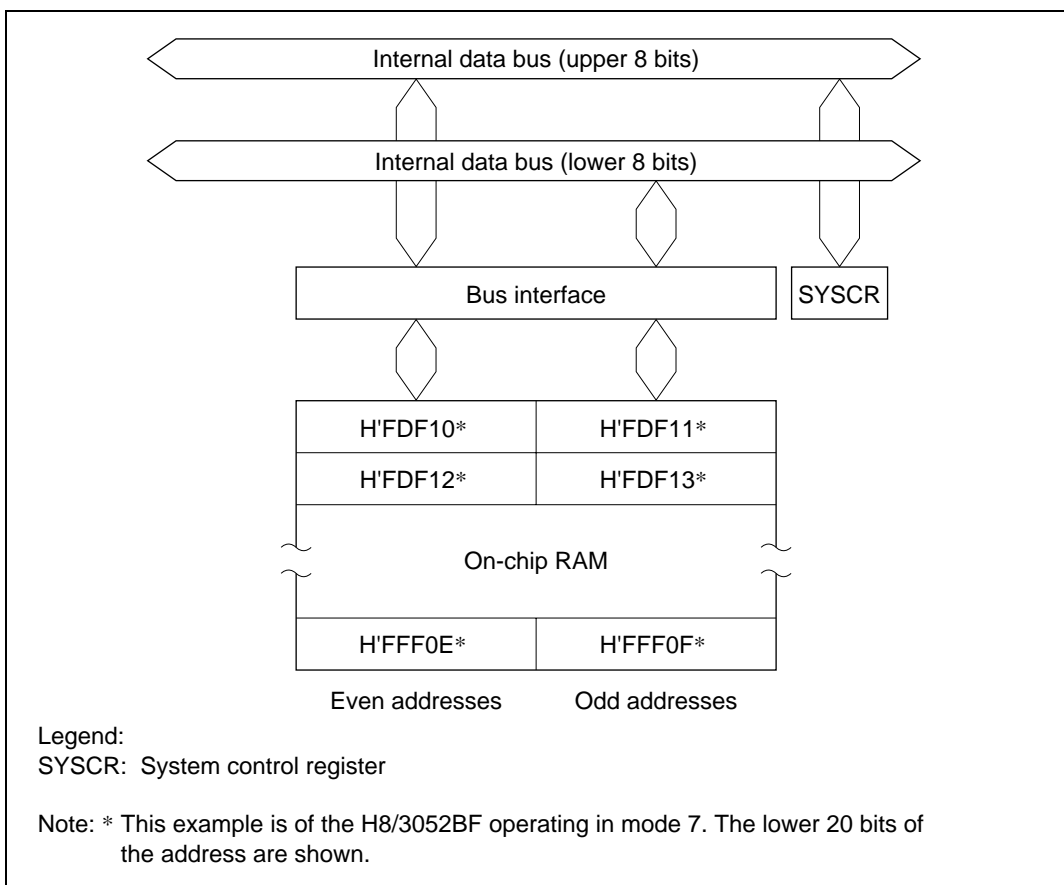 Internal data bus (upper 8 bits)
Internal data bus (lower 8 bits)
Bus interface
SYSCR
H'FDF10*
H'FDF11*
H'FDF12*
H'FDF13*
On-chip RAM
H'FFF0E*
H'FFF0F*
Even addresses
Odd addresses
Legend:
SYSCR: System control register
Note: * This example is of the H8/3052BF operating in mode 7. The lower 20 bits of
the address are shown.